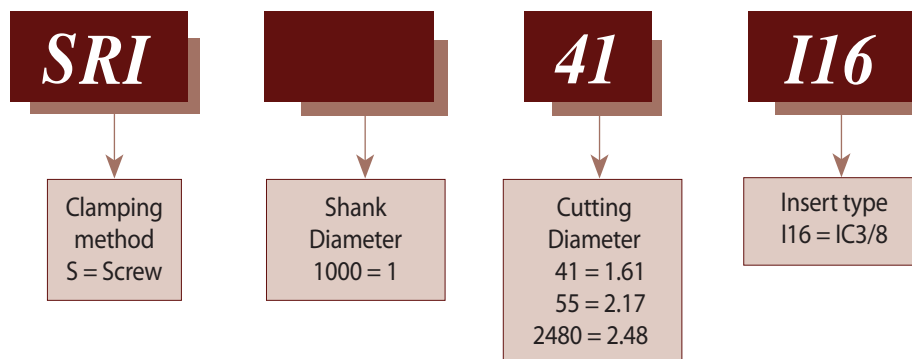 SRI
41
I16
Clamping
method
S = Screw
Shank
Diameter
1000 = 1
Cutting
Diameter
41 = 1.61
55 = 2.17
2480 = 2.48
Insert type
I16 = IC3/8